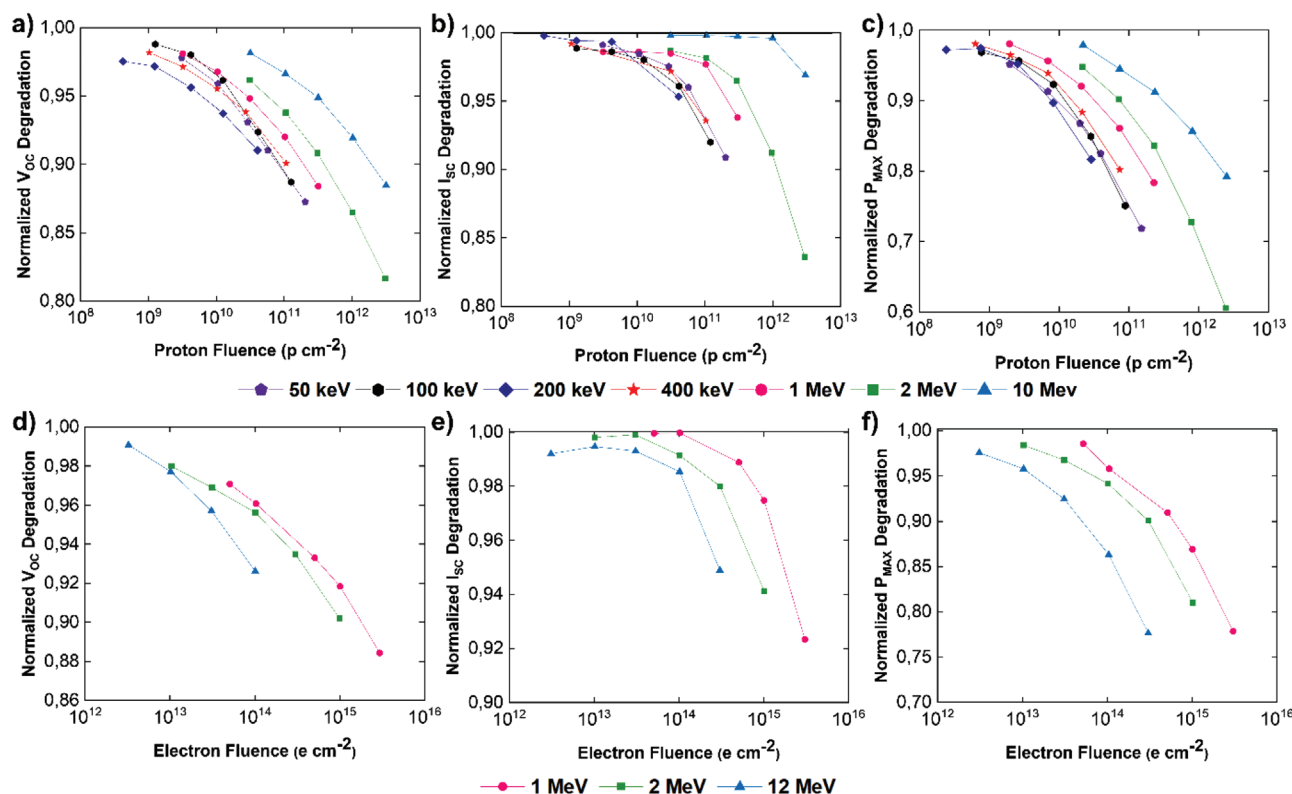 a)
1,00
0,95
0,90
0,85
0,80
Normalized V_OC Degradation
10^8 10^9 10^10 10^11 10^12 10^13
Proton Fluence (p cm^-2)
b)
1,00
0,95
0,90
0,85
0,80
Normalized I_SC Degradation
10^8 10^9 10^10 10^11 10^12 10^13
Proton Fluence (p cm^-2)
c)
1,0
0,9
0,8
0,7
0,6
Normalized P_MAX Degradation
10^8 10^9 10^10 10^11 10^12 10^13
Proton Fluence (p cm^-2)
50 keV 100 keV 200 keV 400 keV 1 MeV 2 MeV 10 Mev
d)
1,00
0,98
0,96
0,94
0,92
0,90
0,88
0,86
Normalized V_OC Degradation
10^12 10^13 10^14 10^15 10^16
Electron Fluence (e cm^-2)
e)
1,00
0,98
0,96
0,94
0,92
0,90
Normalized I_SC Degradation
10^12 10^13 10^14 10^15 10^16
Electron Fluence (e cm^-2)
f)
1,00
0,95
0,90
0,85
0,80
0,75
0,70
Normalized P_MAX Degradation
10^12 10^13 10^14 10^15 10^16
Electron Fluence (e cm^-2)
1 MeV 2 MeV 12 MeV